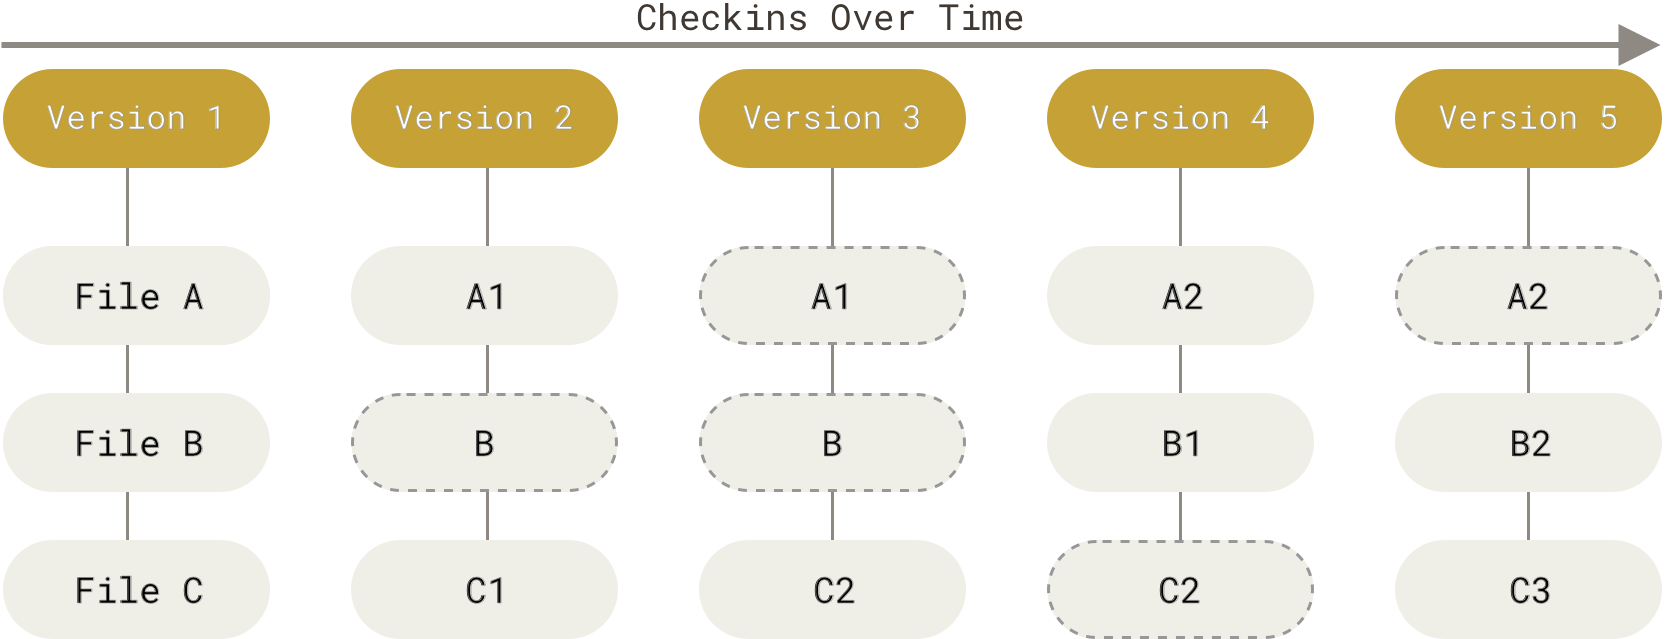 Checkins Over Time
Version 1 Version 2 Version 3 Version 4 Version 5
File A A1 A1 A2 A2
File B B B B1 B2
File C C1 C2 C2 C3